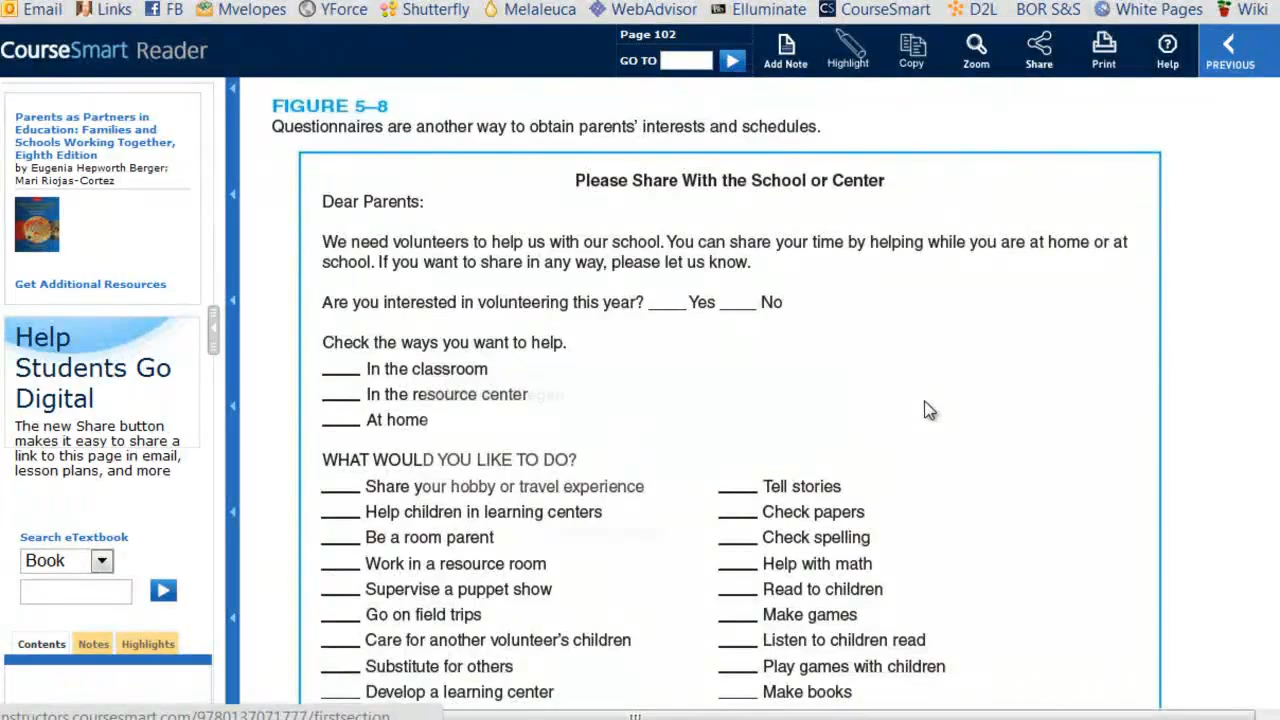 Email Links FB Mvelopes YForce Shutterfly Melaleuca WebAdvisor Elluminate CourseSmart D2L BOR S&S White Pages Wiki
CourseSmart Reader
Page 102
GO TO
Add Note Highlight Copy Zoom Share Print Help PREVIOUS
Parents as Partners in
Education: Families and
Schools Working Together,
Eighth Edition
by Eugenia Hepworth Berger;
Mari Riojas-Cortez
Get Additional Resources
Help
Students Go
Digital
The new Share button
makes it easy to share a
link to this page in email,
lesson plans, and more
Search eTextbook
Book
Contents Notes Highlights
FIGURE 5–8
Questionnaires are another way to obtain parents' interests and schedules.
Please Share With the School or Center
Dear Parents:
We need volunteers to help us with our school. You can share your time by helping while you are at home or at
school. If you want to share in any way, please let us know.
Are you interested in volunteering this year? ____ Yes ____ No
Check the ways you want to help.
____ In the classroom
____ In the resource center
____ At home
WHAT WOULD YOU LIKE TO DO?
____ Share your hobby or travel experience ____ Tell stories
____ Help children in learning centers ____ Check papers
____ Be a room parent ____ Check spelling
____ Work in a resource room ____ Help with math
____ Supervise a puppet show ____ Read to children
____ Go on field trips ____ Make games
____ Care for another volunteer's children ____ Listen to children read
____ Substitute for others ____ Play games with children
____ Develop a learning center ____ Make books
nstructors.coursesmart.com/9780137071777/firstsection